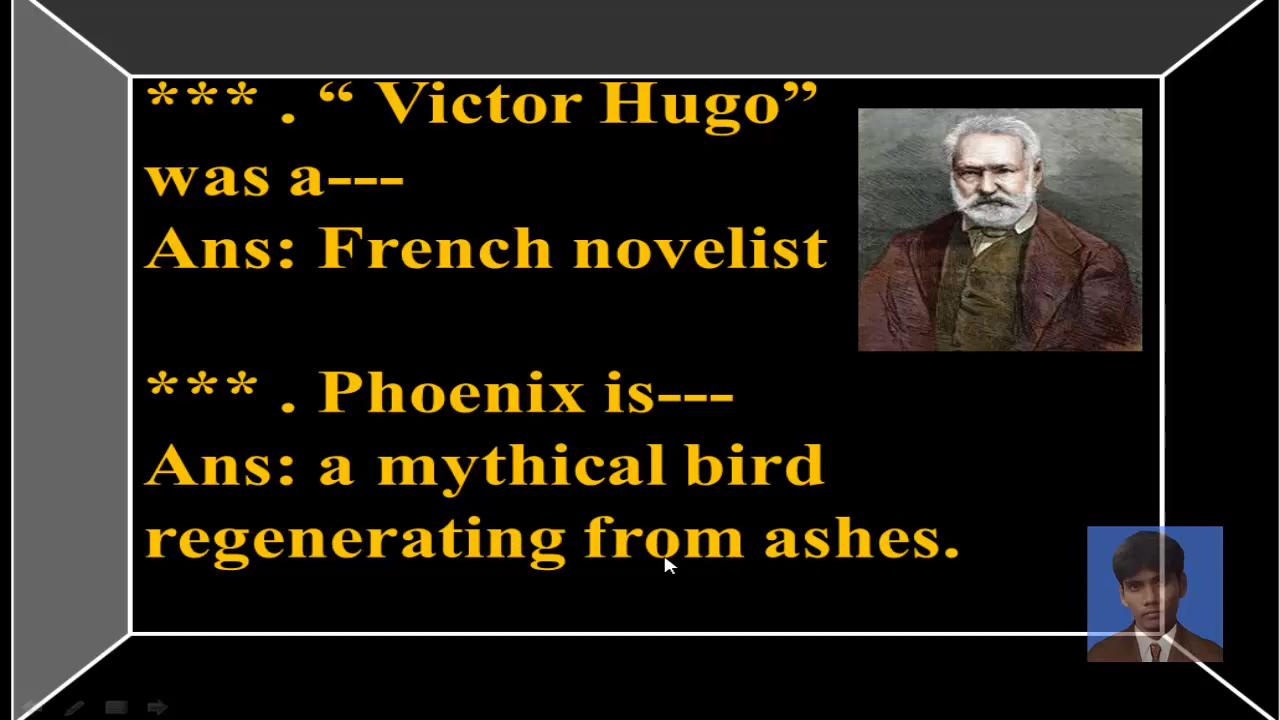 *** . “ Victor Hugo”
was a---
Ans: French novelist
*** . Phoenix is---
Ans: a mythical bird
regenerating from ashes.